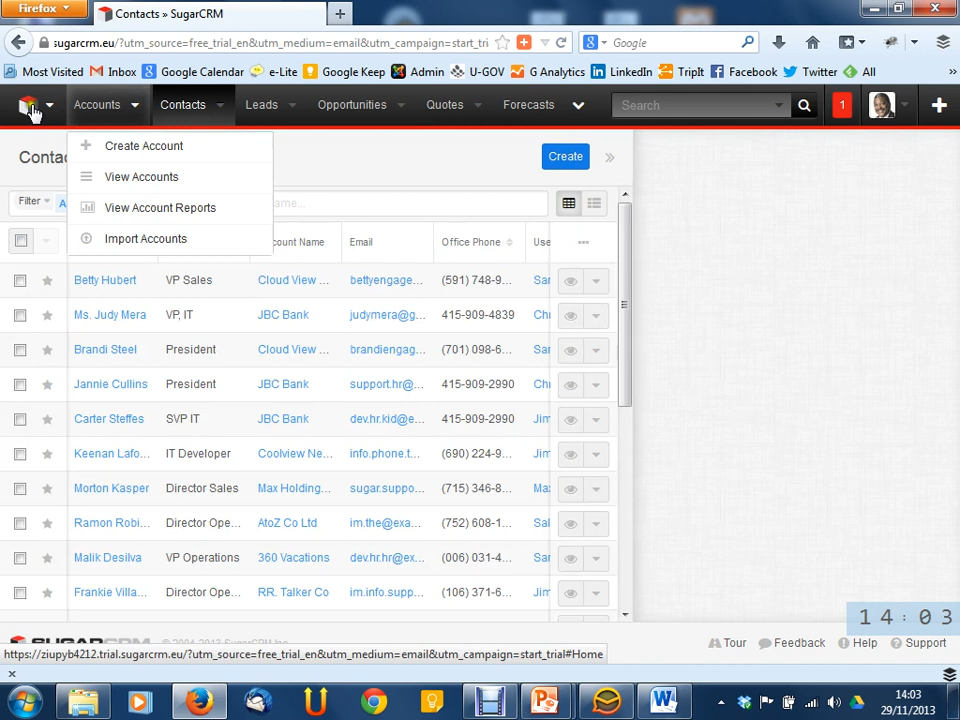 Firefox
Contacts » SugarCRM
sugarcrm.eu/?utm_source=free_trial_en&utm_medium=email&utm_campaign=start_tri
Google
Most Visited Inbox Google Calendar e-Lite Google Keep Admin U-GOV G Analytics LinkedIn TripIt Facebook Twitter All
Accounts Contacts Leads Opportunities Quotes Forecasts Search 1
Create Account
View Accounts
View Account Reports
Import Accounts
Create
Filter
Email Office Phone
Betty Hubert VP Sales Cloud View ... bettyengage... (591) 748-9...
Ms. Judy Mera VP, IT JBC Bank judymera@g... 415-909-4839
Brandi Steel President Cloud View ... brandiengag... (701) 098-6...
Jannie Cullins President JBC Bank support.hr@... 415-909-2990
Carter Steffes SVP IT JBC Bank dev.hr.kid@e... 415-909-2990
Keenan Lafo... IT Developer Coolview Ne... info.phone.t... (690) 224-9...
Morton Kasper Director Sales Max Holding... sugar.suppo... (715) 346-8...
Ramon Robi... Director Ope... AtoZ Co Ltd im.the@exa... (752) 608-1...
Malik Desilva VP Operations 360 Vacations dev.hr.hr@ex... (006) 031-4...
Frankie Villa... Director Ope... RR. Talker Co im.info.supp... (106) 371-6...
14:03
Tour Feedback Help Support
https://ziupyb4212.trial.sugarcrm.eu/?utm_source=free_trial_en&utm_medium=email&utm_campaign=start_trial#Home
14:03
29/11/2013